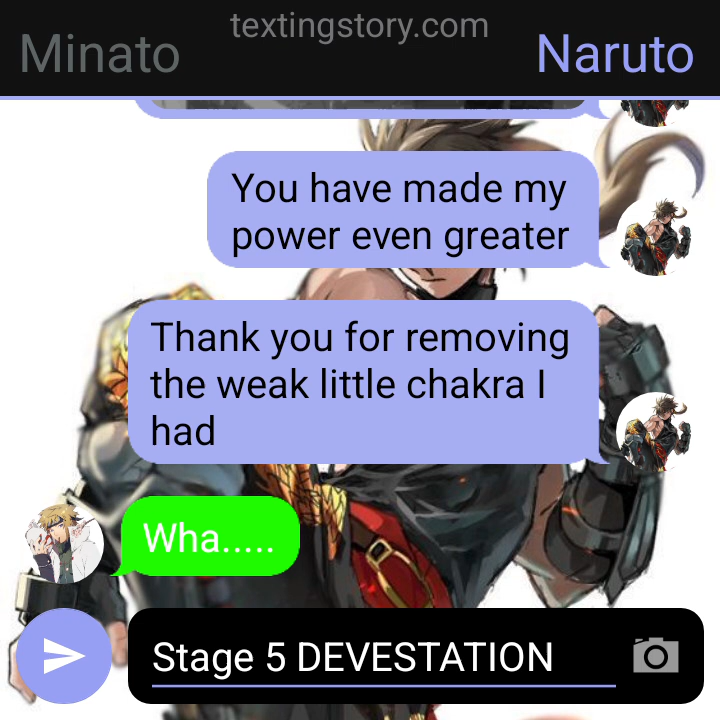 textingstory.com
Minato
Naruto
You have made my
power even greater
Thank you for removing
the weak little chakra I
had
Wha.....
Stage 5 DEVESTATION